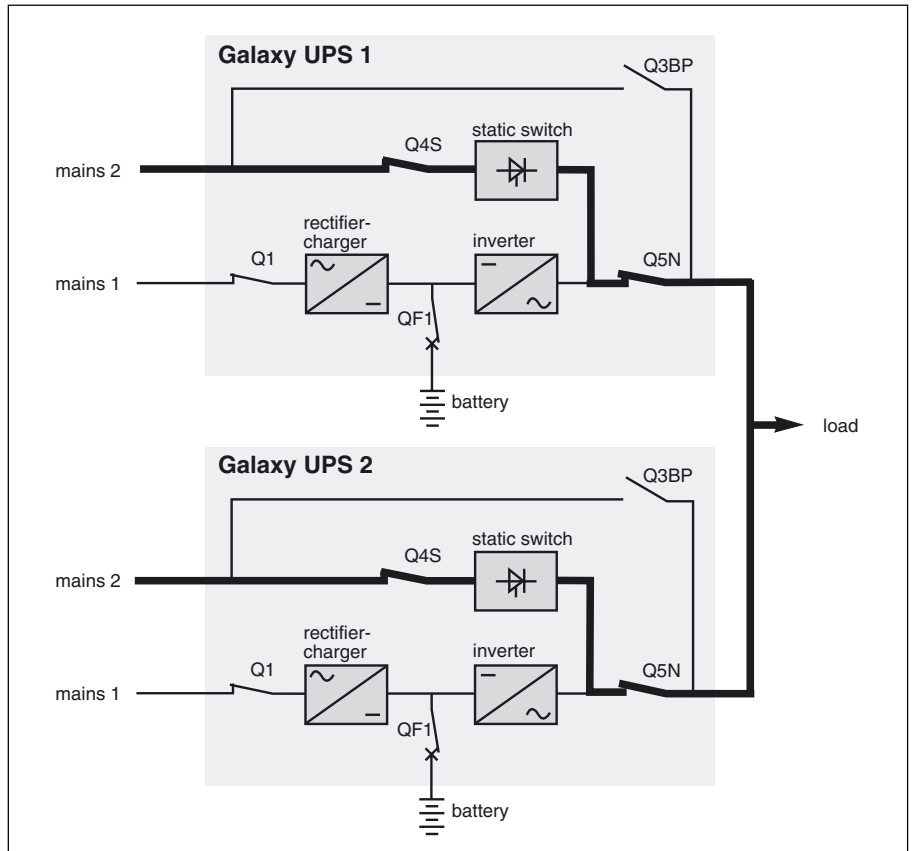 Galaxy UPS 1
Q3BP
static switch
Q4S
mains 2
rectifier-
charger
inverter
Q1
Q5N
mains 1
QF1
battery
load
Galaxy UPS 2
Q3BP
static switch
Q4S
mains 2
rectifier-
charger
inverter
Q1
Q5N
mains 1
QF1
battery